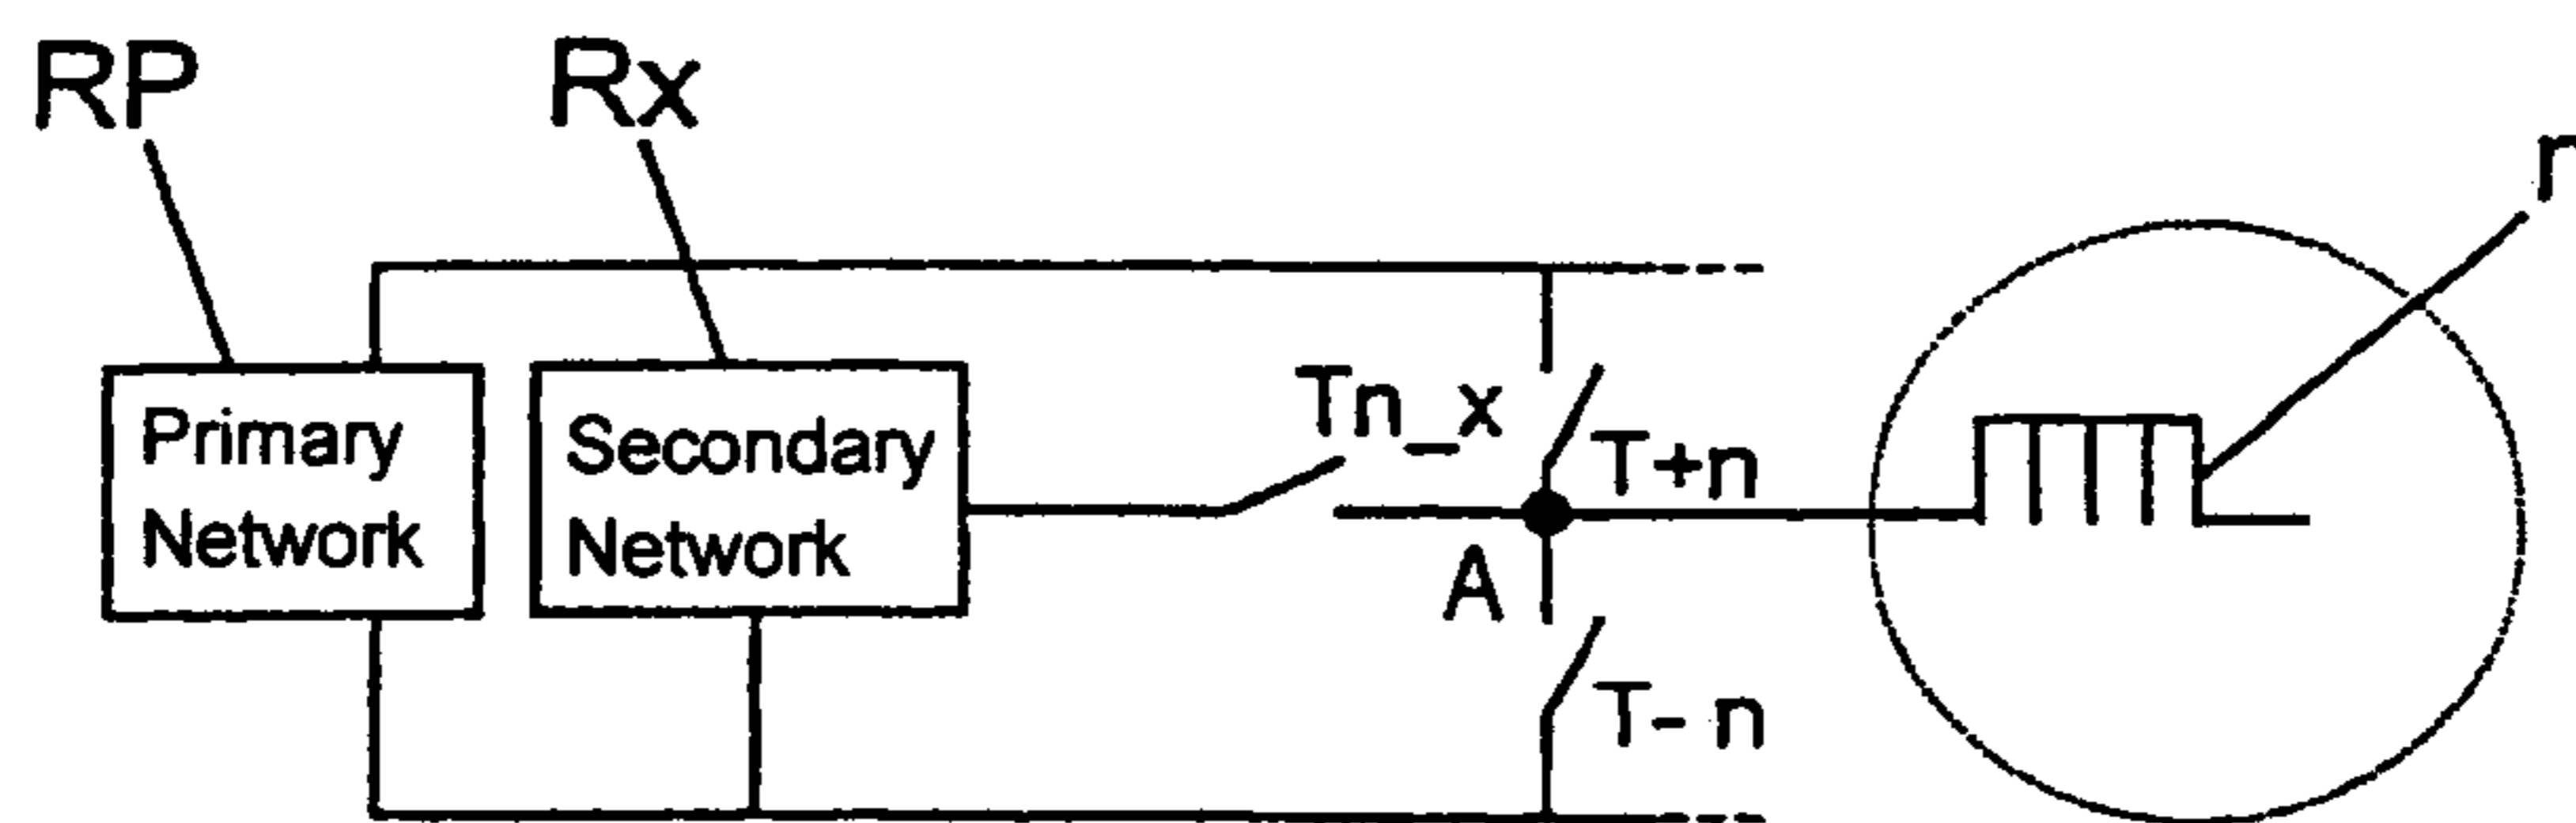 RP
Rx
Primary
Network
Secondary
Network
Tn_x
T+n
A
T- n